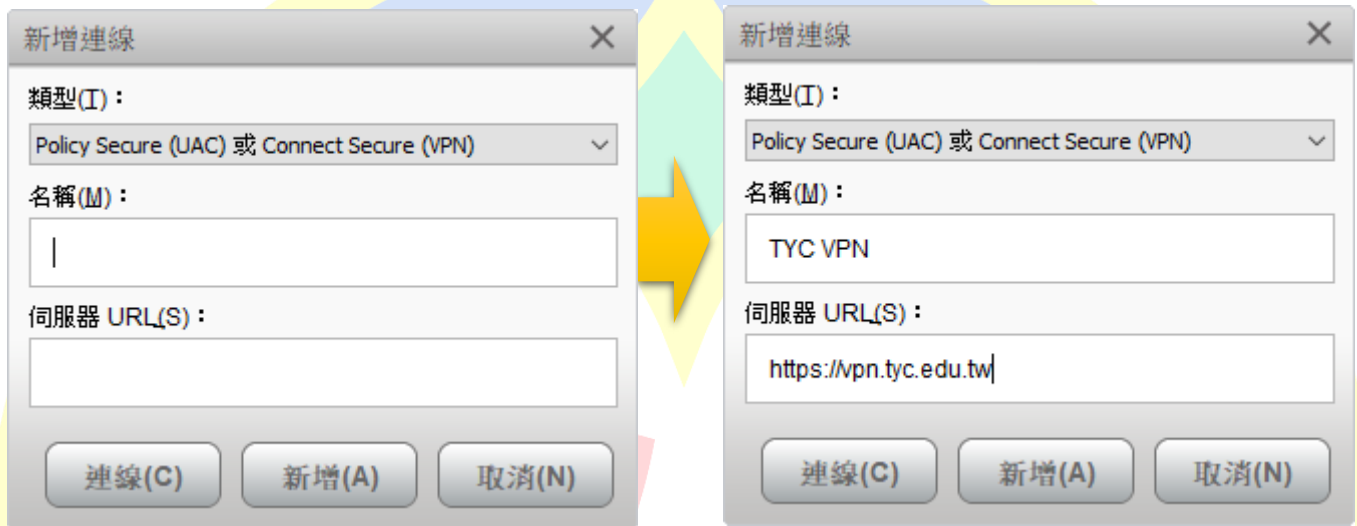 新增連線
類型(T)：
Policy Secure (UAC) 或 Connect Secure (VPN)
名稱(M)：
伺服器 URL(S)：
連線(C)
新增(A)
取消(N)
新增連線
類型(T)：
Policy Secure (UAC) 或 Connect Secure (VPN)
名稱(M)：
TYC VPN
伺服器 URL(S)：
https://vpn.tyc.edu.tw
連線(C)
新增(A)
取消(N)